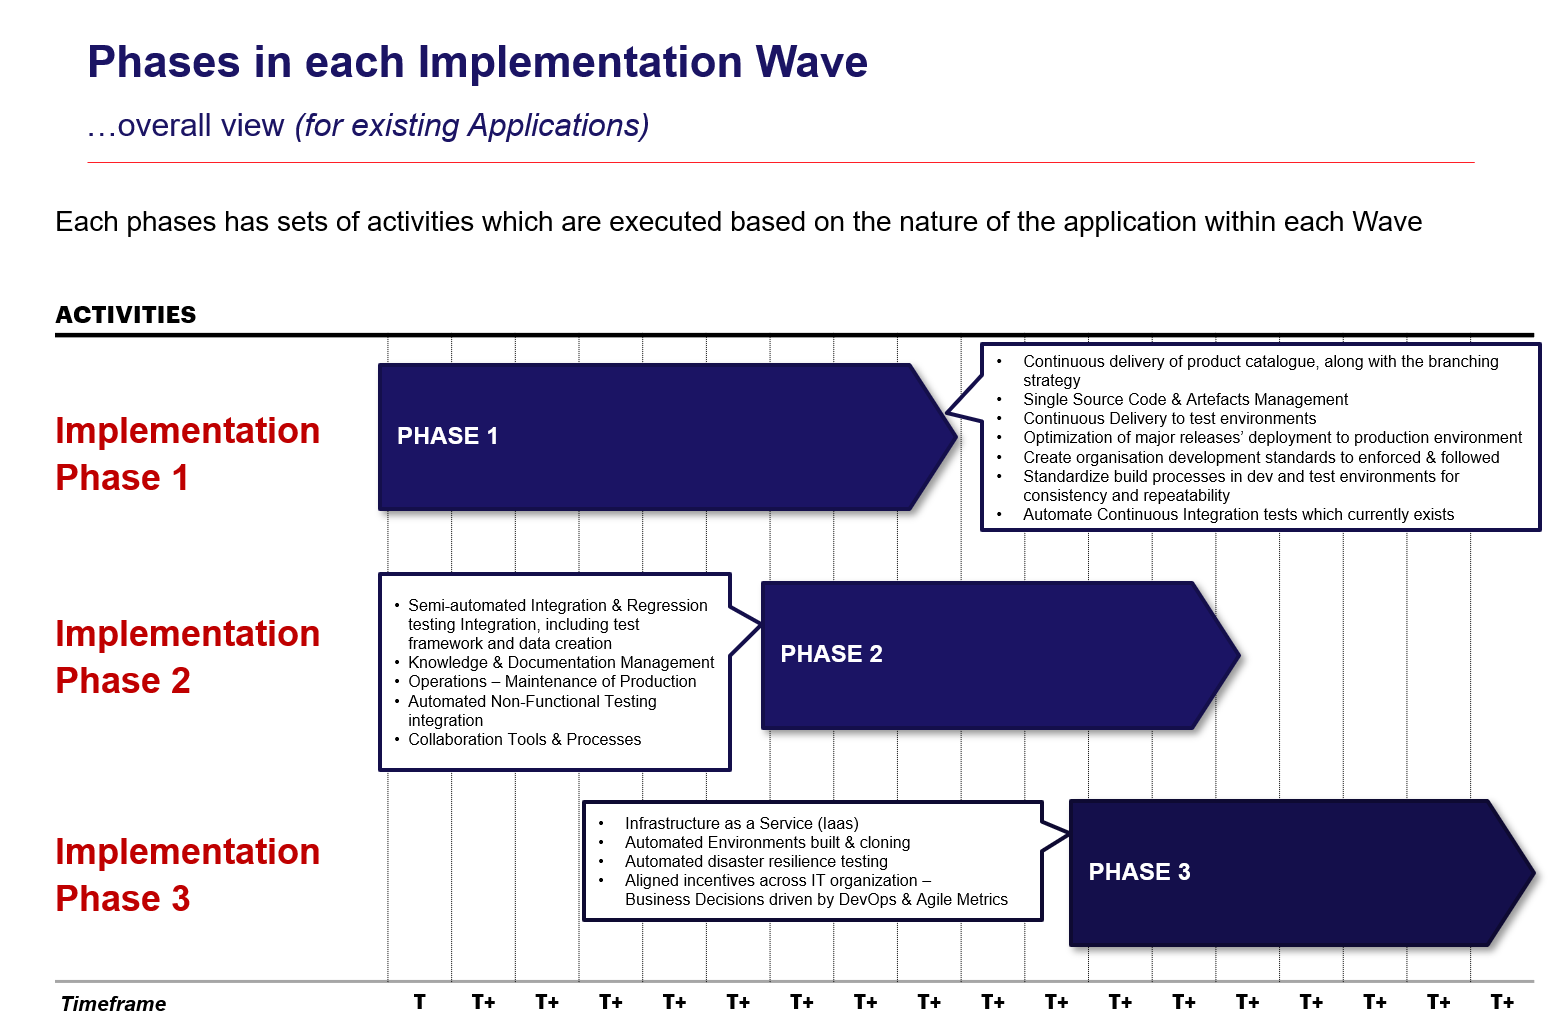 Phases in each Implementation Wave
…overall view (for existing Applications)
Each phases has sets of activities which are executed based on the nature of the application within each Wave
ACTIVITIES
Implementation
Phase 1
PHASE 1
• Continuous delivery of product catalogue, along with the branching
strategy
• Single Source Code & Artefacts Management
• Continuous Delivery to test environments
• Optimization of major releases’ deployment to production environment
• Create organisation development standards to enforced & followed
• Standardize build processes in dev and test environments for
consistency and repeatability
• Automate Continuous Integration tests which currently exists
Implementation
Phase 2
• Semi-automated Integration & Regression
testing Integration, including test
framework and data creation
• Knowledge & Documentation Management
• Operations – Maintenance of Production
• Automated Non-Functional Testing
integration
• Collaboration Tools & Processes
PHASE 2
Implementation
Phase 3
• Infrastructure as a Service (Iaas)
• Automated Environments built & cloning
• Automated disaster resilience testing
• Aligned incentives across IT organization –
Business Decisions driven by DevOps & Agile Metrics
PHASE 3
Timeframe T T+ T+ T+ T+ T+ T+ T+ T+ T+ T+ T+ T+ T+ T+ T+ T+ T+